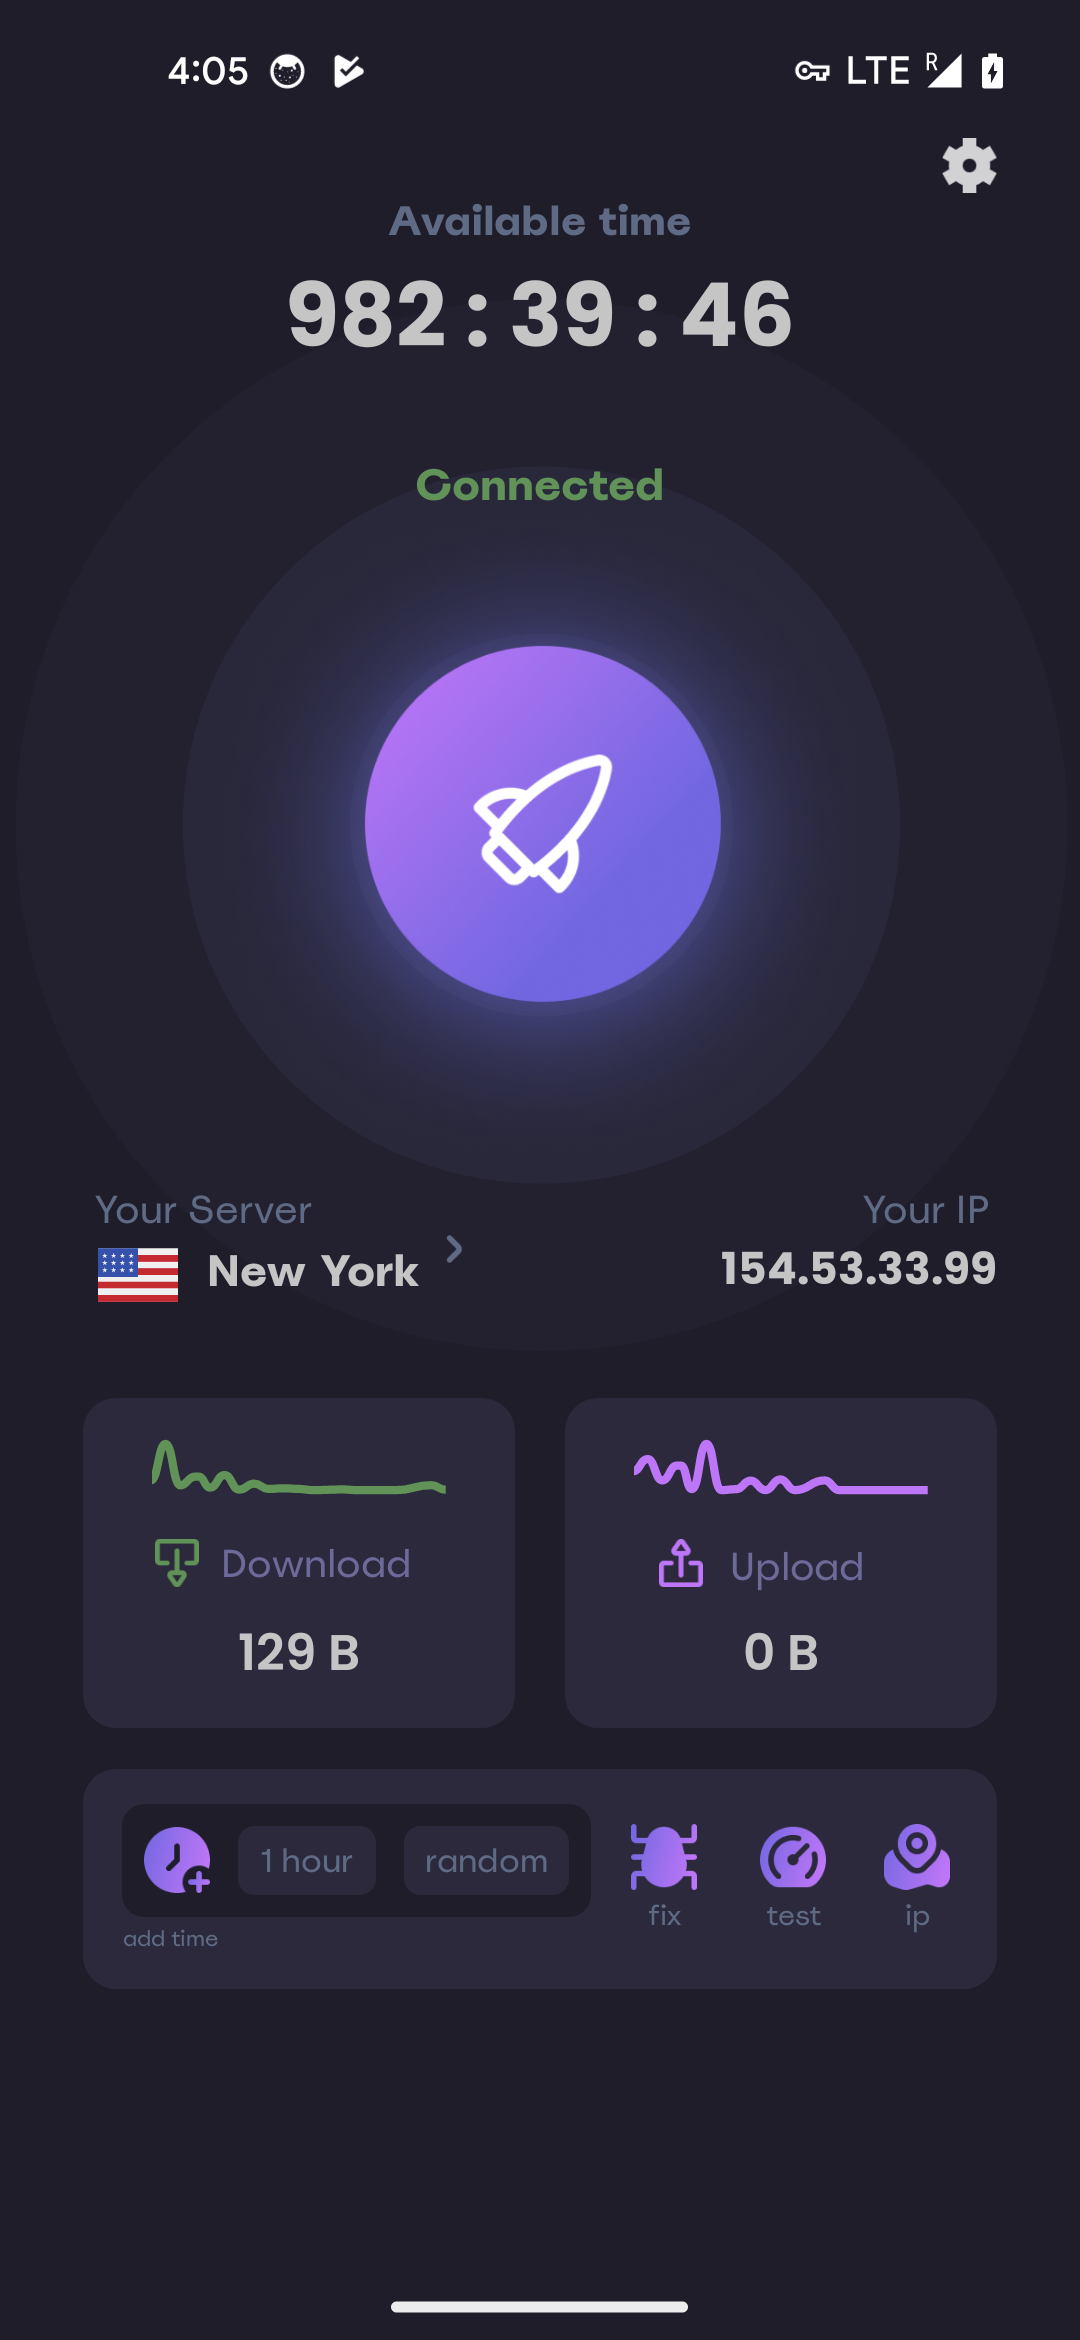 4:05
LTE
R
Available time
982 : 39 : 46
Connected
Your Server
Your IP
New York
154.53.33.99
Download
Upload
129 B
0 B
1 hour
random
add time
fix
test
ip